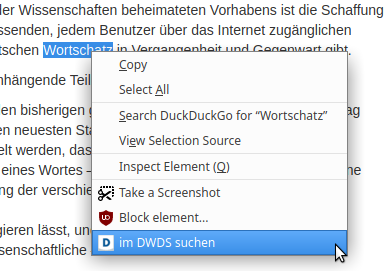 der Wissenschaften beheimateten Vorhabens ist die Schaffung
ssenden, jedem Benutzer über das Internet zugänglichen
tschen Wortschatz in Vergangenheit und Gegenwart gibt.
nhängende Teil
Copy
Select All
Search DuckDuckGo for “Wortschatz”
View Selection Source
Inspect Element (Q)
Take a Screenshot
Block element...
im DWDS suchen
en bisherigen
ag
en neuesten Sta
elt werden, das
eines Wortes –
ne
ng der verschie
gieren lässt, un
senschaftliche